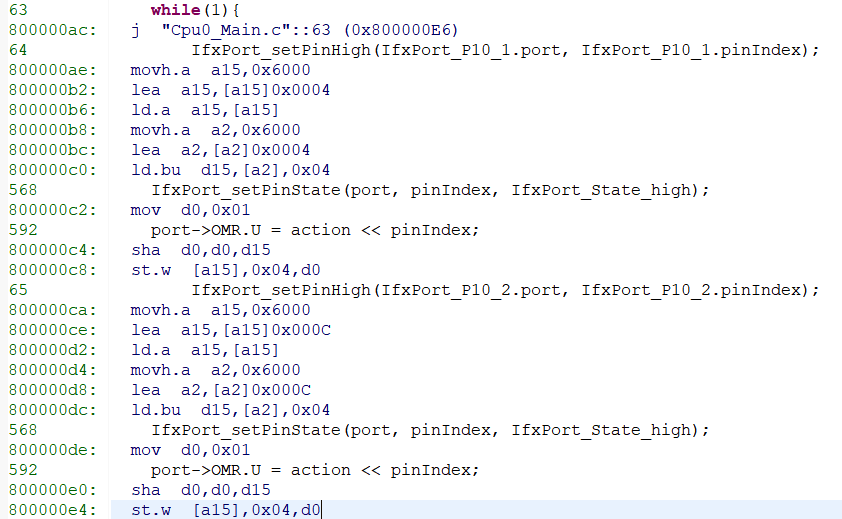 63 while(1){
800000ac: j "Cpu0_Main.c"::63 (0x800000E6)
64 IfxPort_setPinHigh(IfxPort_P10_1.port, IfxPort_P10_1.pinIndex);
800000ae: movh.a a15,0x6000
800000b2: lea a15,[a15]0x0004
800000b6: ld.a a15,[a15]
800000b8: movh.a a2,0x6000
800000bc: lea a2,[a2]0x0004
800000c0: ld.bu d15,[a2],0x04
568 IfxPort_setPinState(port, pinIndex, IfxPort_State_high);
800000c2: mov d0,0x01
592 port->OMR.U = action << pinIndex;
800000c4: sha d0,d0,d15
800000c8: st.w [a15],0x04,d0
65 IfxPort_setPinHigh(IfxPort_P10_2.port, IfxPort_P10_2.pinIndex);
800000ca: movh.a a15,0x6000
800000ce: lea a15,[a15]0x000C
800000d2: ld.a a15,[a15]
800000d4: movh.a a2,0x6000
800000d8: lea a2,[a2]0x000C
800000dc: ld.bu d15,[a2],0x04
568 IfxPort_setPinState(port, pinIndex, IfxPort_State_high);
800000de: mov d0,0x01
592 port->OMR.U = action << pinIndex;
800000e0: sha d0,d0,d15
800000e4: st.w [a15],0x04,d0